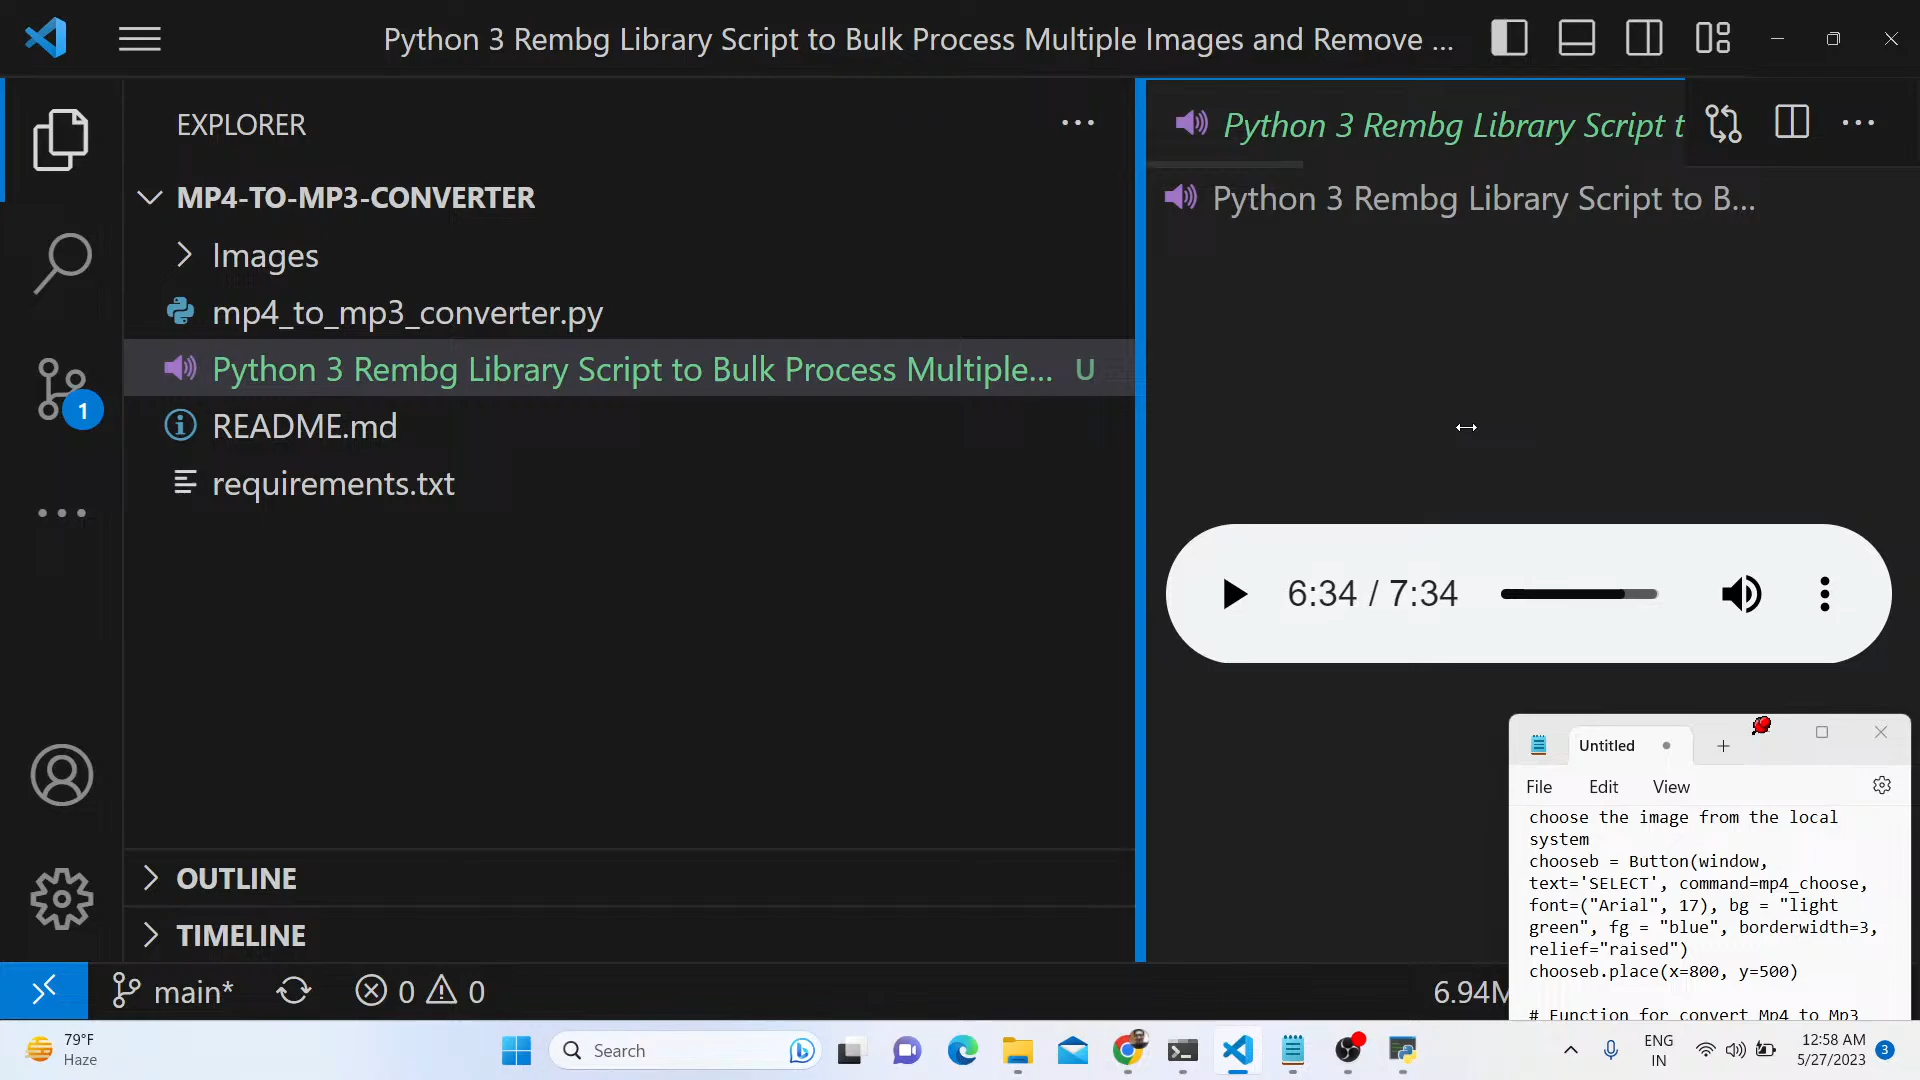 Python 3 Rembg Library Script to Bulk Process Multiple Images and Remove ...
EXPLORER
MP4-TO-MP3-CONVERTER
Images
mp4_to_mp3_converter.py
Python 3 Rembg Library Script to Bulk Process Multiple... U
README.md
requirements.txt
1
OUTLINE
TIMELINE
main*
0
0
Python 3 Rembg Library Script t
Python 3 Rembg Library Script to B...
6:34 / 7:34
6.94M
Untitled
File Edit View
choose the image from the local
system
chooseb = Button(window,
text='SELECT', command=mp4_choose,
font=("Arial", 17), bg = "light
green", fg = "blue", borderwidth=3,
relief="raised")
chooseb.place(x=800, y=500)
# Function for convert Mp4 to Mp3
79°F
Haze
Search
ENG
IN
12:58 AM
5/27/2023
3